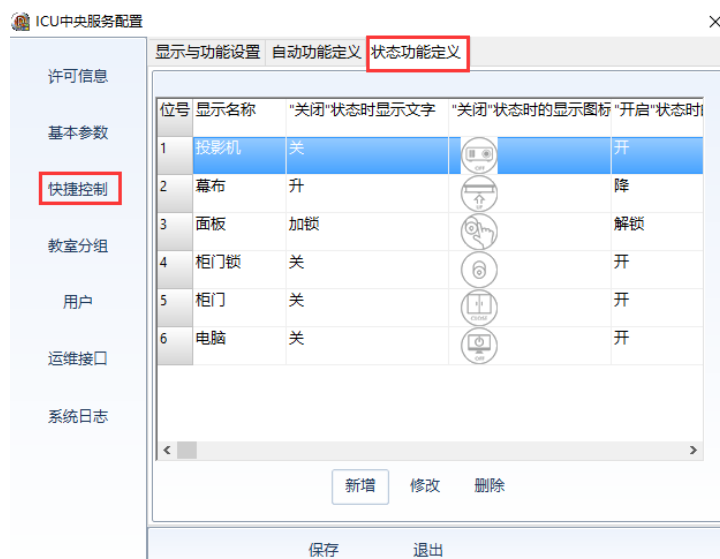 ICU中央服务配置
显示与功能设置 自动功能定义 状态功能定义
许可信息
基本参数
快捷控制
教室分组
用户
运维接口
系统日志
位号 显示名称 "关闭"状态时显示文字 "关闭"状态时的显示图标 "开启"状态时
1 投影机 关 OFF 开
2 幕布 升 UP 降
3 面板 加锁 解锁
4 柜门锁 关 开
5 柜门 关 CLOSE 开
6 电脑 关 OFF 开
新增 修改 删除
保存 退出